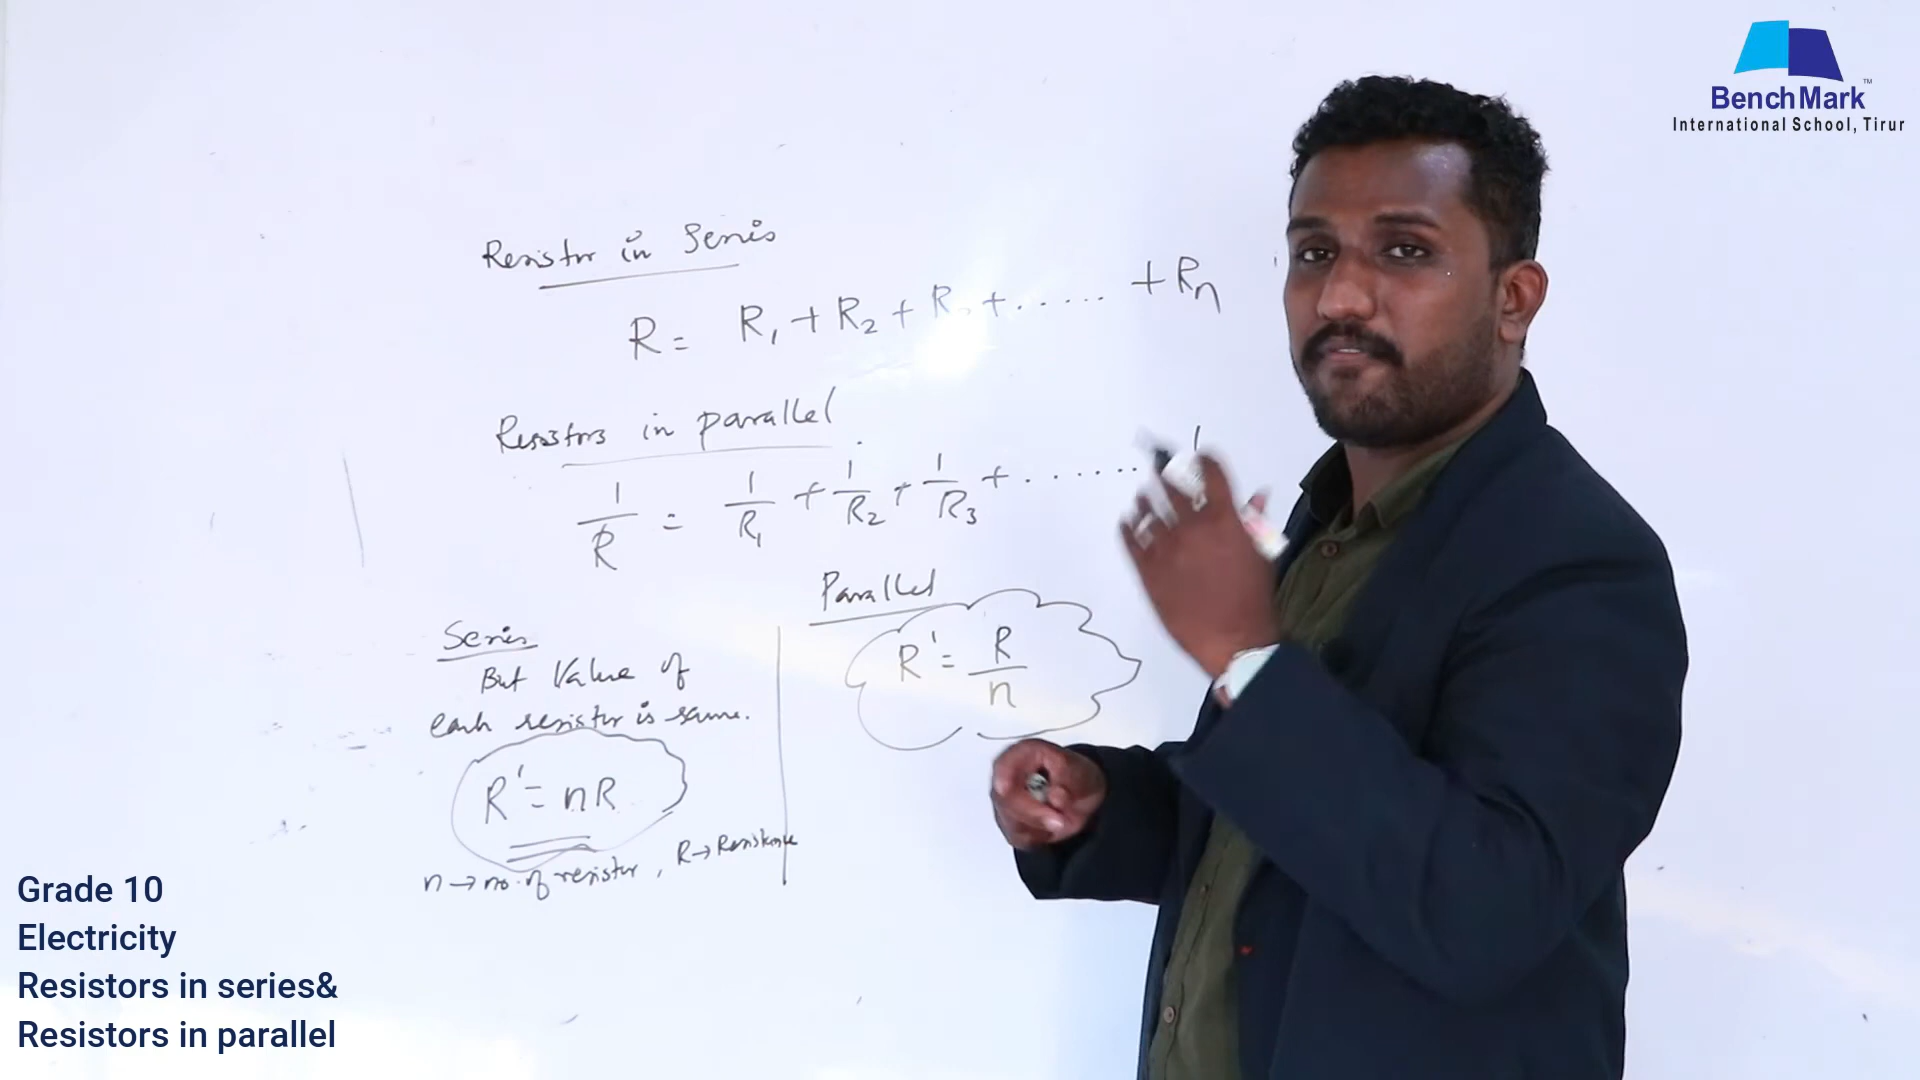 BenchMark™
International School, Tirur
Resistor in Series
R = R₁ + R₂ + R + ...... + Rn
Resistors in parallel
1/R = 1/R₁ + 1/R₂ + 1/R₃ + ...... 1
Series
But Value of
each resistor is same.
R' = nR
n → no. of resistor, R → Resistance
Parallel
R' = R/n
Grade 10
Electricity
Resistors in series&
Resistors in parallel